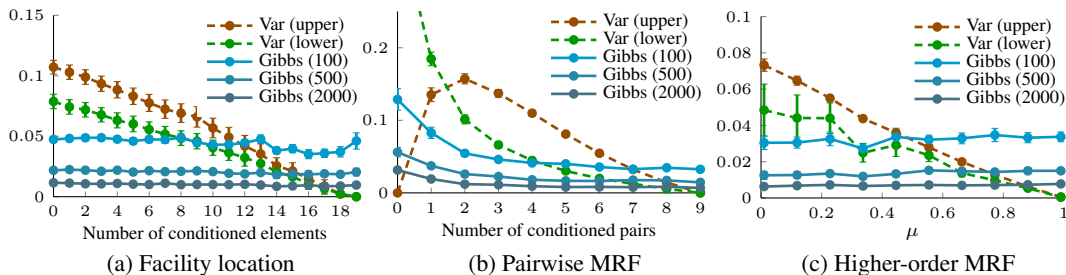 0.15
0.1
0.05
0
0 2 4 6 8 10 12 14 16 18
Var (upper)
Var (lower)
Gibbs (100)
Gibbs (500)
Gibbs (2000)
Number of conditioned elements
(a) Facility location
0.2
0.1
0
0 1 2 3 4 5 6 7 8 9
Var (upper)
Var (lower)
Gibbs (100)
Gibbs (500)
Gibbs (2000)
Number of conditioned pairs
(b) Pairwise MRF
0.1
0.08
0.06
0.04
0.02
0
0 0.2 0.4 0.6 0.8 1
Var (upper)
Var (lower)
Gibbs (100)
Gibbs (500)
Gibbs (2000)
μ
(c) Higher-order MRF